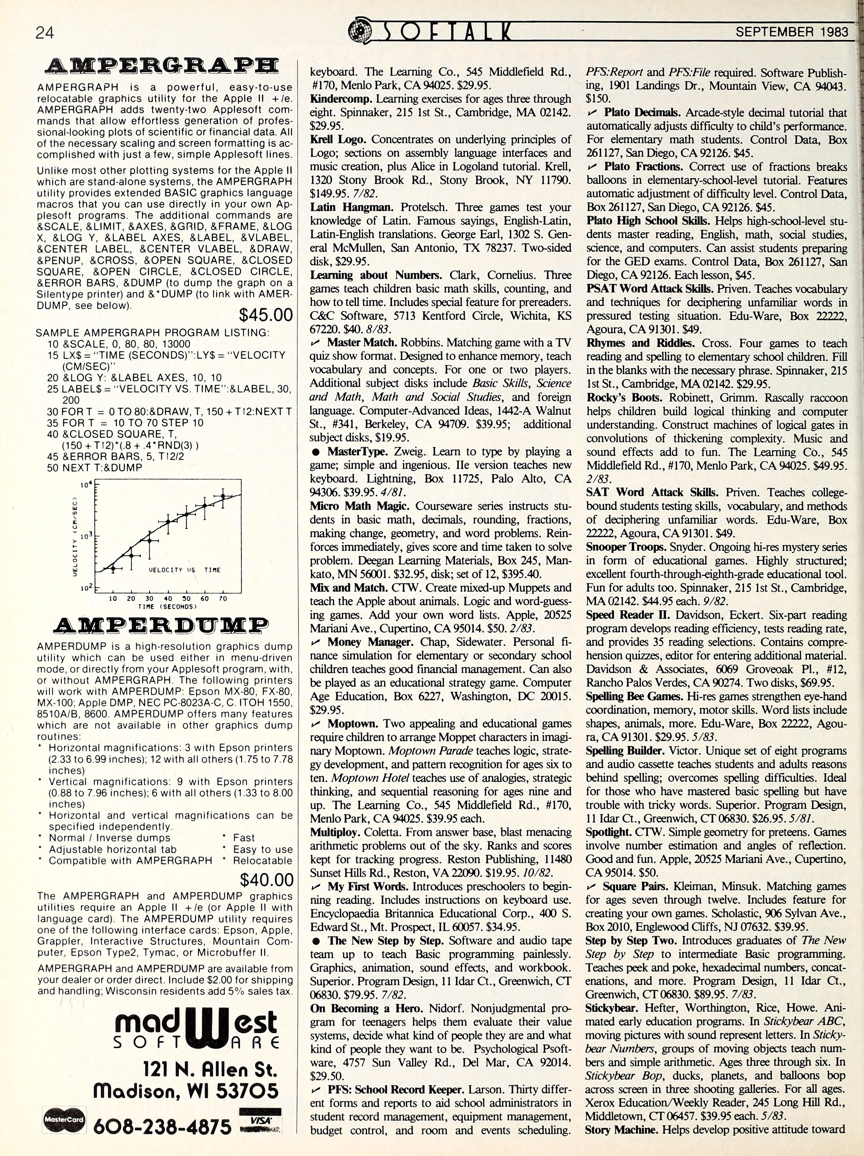 24
SOFTALK
SEPTEMBER 1983
AMPERGRAPH
AMPERGRAPH is a powerful, easy-to-use
relocatable graphics utility for the Apple II +/e.
AMPERGRAPH adds twenty-two Applesoft com-
mands that allow effortless generation of profes-
sional-looking plots of scientific or financial data. All
of the necessary scaling and screen formatting is ac-
complished with just a few, simple Applesoft lines.
Unlike most other plotting systems for the Apple II
which are stand-alone systems, the AMPERGRAPH
utility provides extended BASIC graphics language
macros that you can use directly in your own Ap-
plesoft programs. The additional commands are
&SCALE, &LIMIT, &AXES, &GRID, &FRAME, &LOG
X, &LOG Y, &LABEL AXES, &LABEL, &VLABEL,
&CENTER LABEL, &CENTER VLABEL, &DRAW,
&PENUP, &CROSS, &OPEN SQUARE, &CLOSED
SQUARE, &OPEN CIRCLE, &CLOSED CIRCLE,
&ERROR BARS, &DUMP (to dump the graph on a
Silentype printer) and &*DUMP (to link with AMER-
DUMP, see below).
$45.00
SAMPLE AMPERGRAPH PROGRAM LISTING:
10 &SCALE, 0, 80, 80, 13000
15 LX$ = "TIME (SECONDS)":LY$ = "VELOCITY
(CM/SEC)"
20 &LOG Y: &LABEL AXES, 10, 10
25 LABEL$ = "VELOCITY VS. TIME":&LABEL, 30,
200
30 FOR T = 0 TO 80:&DRAW, T, 150 + T↑2:NEXT T
35 FOR T = 10 TO 70 STEP 10
40 &CLOSED SQUARE, T,
(150 + T↑2)*(.8 + .4*RND(3) )
45 &ERROR BARS, 5, T↑2/2
50 NEXT T:&DUMP
10⁴
10³
10²
VELOCITY (CM/SEC)
VELOCITY VS TIME
10 20 30 40 50 60 70
TIME (SECONDS)
AMPERDUMP
AMPERDUMP is a high-resolution graphics dump
utility which can be used either in menu-driven
mode, or directly from your Applesoft program, with,
or without AMPERGRAPH. The following printers
will work with AMPERDUMP: Epson MX-80, FX-80,
MX-100; Apple DMP, NEC PC-8023A-C, C. ITOH 1550,
8510A/B, 8600. AMPERDUMP offers many features
which are not available in other graphics dump
routines:
* Horizontal magnifications: 3 with Epson printers
(2.33 to 6.99 inches); 12 with all others (1.75 to 7.78
inches)
* Vertical magnifications: 9 with Epson printers
(0.88 to 7.96 inches); 6 with all others (1.33 to 8.00
inches)
* Horizontal and vertical magnifications can be
specified independently.
* Normal / Inverse dumps * Fast
* Adjustable horizontal tab * Easy to use
* Compatible with AMPERGRAPH * Relocatable
$40.00
The AMPERGRAPH and AMPERDUMP graphics
utilities require an Apple II +/e (or Apple II with
language card). The AMPERDUMP utility requires
one of the following interface cards: Epson, Apple,
Grappler, Interactive Structures, Mountain Com-
puter, Epson Type2, Tymac, or Microbuffer II.
AMPERGRAPH and AMPERDUMP are available from
your dealer or order direct. Include $2.00 for shipping
and handling; Wisconsin residents add 5% sales tax.
madWest
SOFTWARE
121 N. Allen St.
Madison, WI 53705
MasterCard 608-238-4875 VISA
keyboard. The Learning Co., 545 Middlefield Rd.,
#170, Menlo Park, CA 94025. $29.95.
Kindercomp. Learning exercises for ages three through
eight. Spinnaker, 215 1st St., Cambridge, MA 02142.
$29.95.
Krell Logo. Concentrates on underlying principles of
Logo; sections on assembly language interfaces and
music creation, plus Alice in Logoland tutorial. Krell,
1320 Stony Brook Rd., Stony Brook, NY 11790.
$149.95. 7/82.
Latin Hangman. Protelsch. Three games test your
knowledge of Latin. Famous sayings, English-Latin,
Latin-English translations. George Earl, 1302 S. Gen-
eral McMullen, San Antonio, TX 78237. Two-sided
disk, $29.95.
Learning about Numbers. Clark, Cornelius. Three
games teach children basic math skills, counting, and
how to tell time. Includes special feature for prereaders.
C&C Software, 5713 Kentford Circle, Wichita, KS
67220. $40. 8/83.
✓ Master Match. Robbins. Matching game with a TV
quiz show format. Designed to enhance memory, teach
vocabulary and concepts. For one or two players.
Additional subject disks include Basic Skills, Science
and Math, Math and Social Studies, and foreign
language. Computer-Advanced Ideas, 1442-A Walnut
St., #341, Berkeley, CA 94709. $39.95; additional
subject disks, $19.95.
● MasterType. Zweig. Learn to type by playing a
game; simple and ingenious. IIe version teaches new
keyboard. Lightning, Box 11725, Palo Alto, CA
94306. $39.95. 4/81.
Micro Math Magic. Courseware series instructs stu-
dents in basic math, decimals, rounding, fractions,
making change, geometry, and word problems. Rein-
forces immediately, gives score and time taken to solve
problem. Deegan Learning Materials, Box 245, Man-
kato, MN 56001. $32.95, disk; set of 12, $395.40.
Mix and Match. CTW. Create mixed-up Muppets and
teach the Apple about animals. Logic and word-guess-
ing games. Add your own word lists. Apple, 20525
Mariani Ave., Cupertino, CA 95014. $50. 2/83.
✓ Money Manager. Chap, Sidewater. Personal fi-
nance simulation for elementary or secondary school
children teaches good financial management. Can also
be played as an educational strategy game. Computer
Age Education, Box 6227, Washington, DC 20015.
$29.95.
✓ Moptown. Two appealing and educational games
require children to arrange Moppet characters in imagi-
nary Moptown. Moptown Parade teaches logic, strate-
gy development, and pattern recognition for ages six to
ten. Moptown Hotel teaches use of analogies, strategic
thinking, and sequential reasoning for ages nine and
up. The Learning Co., 545 Middlefield Rd., #170,
Menlo Park, CA 94025. $39.95 each.
Multiploy. Coletta. From answer base, blast menacing
arithmetic problems out of the sky. Ranks and scores
kept for tracking progress. Reston Publishing, 11480
Sunset Hills Rd., Reston, VA 22090. $19.95. 10/82.
✓ My First Words. Introduces preschoolers to begin-
ning reading. Includes instructions on keyboard use.
Encyclopaedia Britannica Educational Corp., 400 S.
Edward St., Mt. Prospect, IL 60057. $34.95.
● The New Step by Step. Software and audio tape
team up to teach Basic programming painlessly.
Graphics, animation, sound effects, and workbook.
Superior. Program Design, 11 Idar Ct., Greenwich, CT
06830. $79.95. 7/82.
On Becoming a Hero. Nidorf. Nonjudgmental pro-
gram for teenagers helps them evaluate their value
systems, decide what kind of people they are and what
kind of people they want to be. Psychological Psoft-
ware, 4757 Sun Valley Rd., Del Mar, CA 92014.
$29.50.
✓ PFS: School Record Keeper. Larson. Thirty differ-
ent forms and reports to aid school administrators in
student record management, equipment management,
budget control, and room and events scheduling.
PFS:Report and PFS:File required. Software Publish-
ing, 1901 Landings Dr., Mountain View, CA 94043.
$150.
✓ Plato Decimals. Arcade-style decimal tutorial that
automatically adjusts difficulty to child's performance.
For elementary math students. Control Data, Box
261127, San Diego, CA 92126. $45.
✓ Plato Fractions. Correct use of fractions breaks
balloons in elementary-school-level tutorial. Features
automatic adjustment of difficulty level. Control Data,
Box 261127, San Diego, CA 92126. $45.
Plato High School Skills. Helps high-school-level stu-
dents master reading, English, math, social studies,
science, and computers. Can assist students preparing
for the GED exams. Control Data, Box 261127, San
Diego, CA 92126. Each lesson, $45.
PSAT Word Attack Skills. Priven. Teaches vocabulary
and techniques for deciphering unfamiliar words in
pressured testing situation. Edu-Ware, Box 22222,
Agoura, CA 91301. $49.
Rhymes and Riddles. Cross. Four games to teach
reading and spelling to elementary school children. Fill
in the blanks with the necessary phrase. Spinnaker, 215
1st St., Cambridge, MA 02142. $29.95.
Rocky's Boots. Robinett, Grimm. Rascally raccoon
helps children build logical thinking and computer
understanding. Construct machines of logical gates in
convolutions of thickening complexity. Music and
sound effects add to fun. The Learning Co., 545
Middlefield Rd., #170, Menlo Park, CA 94025. $49.95.
2/83.
SAT Word Attack Skills. Priven. Teaches college-
bound students testing skills, vocabulary, and methods
of deciphering unfamiliar words. Edu-Ware, Box
22222, Agoura, CA 91301. $49.
Snooper Troops. Snyder. Ongoing hi-res mystery series
in form of educational games. Highly structured;
excellent fourth-through-eighth-grade educational tool.
Fun for adults too. Spinnaker, 215 1st St., Cambridge,
MA 02142. $44.95 each. 9/82.
Speed Reader II. Davidson, Eckert. Six-part reading
program develops reading efficiency, tests reading rate,
and provides 35 reading selections. Contains compre-
hension quizzes, editor for entering additional material.
Davidson & Associates, 6069 Groveoak Pl., #12,
Rancho Palos Verdes, CA 90274. Two disks, $69.95.
Spelling Bee Games. Hi-res games strengthen eye-hand
coordination, memory, motor skills. Word lists include
shapes, animals, more. Edu-Ware, Box 22222, Agou-
ra, CA 91301. $29.95. 5/83.
Spelling Builder. Victor. Unique set of eight programs
and audio cassette teaches students and adults reasons
behind spelling; overcomes spelling difficulties. Ideal
for those who have mastered basic spelling but have
trouble with tricky words. Superior. Program Design,
11 Idar Ct., Greenwich, CT 06830. $26.95. 5/81.
Spotlight. CTW. Simple geometry for preteens. Games
involve number estimation and angles of reflection.
Good and fun. Apple, 20525 Mariani Ave., Cupertino,
CA 95014. $50.
✓ Square Pairs. Kleiman, Minsuk. Matching games
for ages seven through twelve. Includes feature for
creating your own games. Scholastic, 906 Sylvan Ave.,
Box 2010, Englewood Cliffs, NJ 07632. $39.95.
Step by Step Two. Introduces graduates of The New
Step by Step to intermediate Basic programming.
Teaches peek and poke, hexadecimal numbers, concat-
enations, and more. Program Design, 11 Idar Ct.,
Greenwich, CT 06830. $89.95. 7/83.
Stickybear. Hefter, Worthington, Rice, Howe. Ani-
mated early education programs. In Stickybear ABC,
moving pictures with sound represent letters. In Sticky-
bear Numbers, groups of moving objects teach num-
bers and simple arithmetic. Ages three through six. In
Stickybear Bop, ducks, planets, and balloons bop
across screen in three shooting galleries. For all ages.
Xerox Education/Weekly Reader, 245 Long Hill Rd.,
Middletown, CT 06457. $39.95 each. 5/83.
Story Machine. Helps develop positive attitude toward